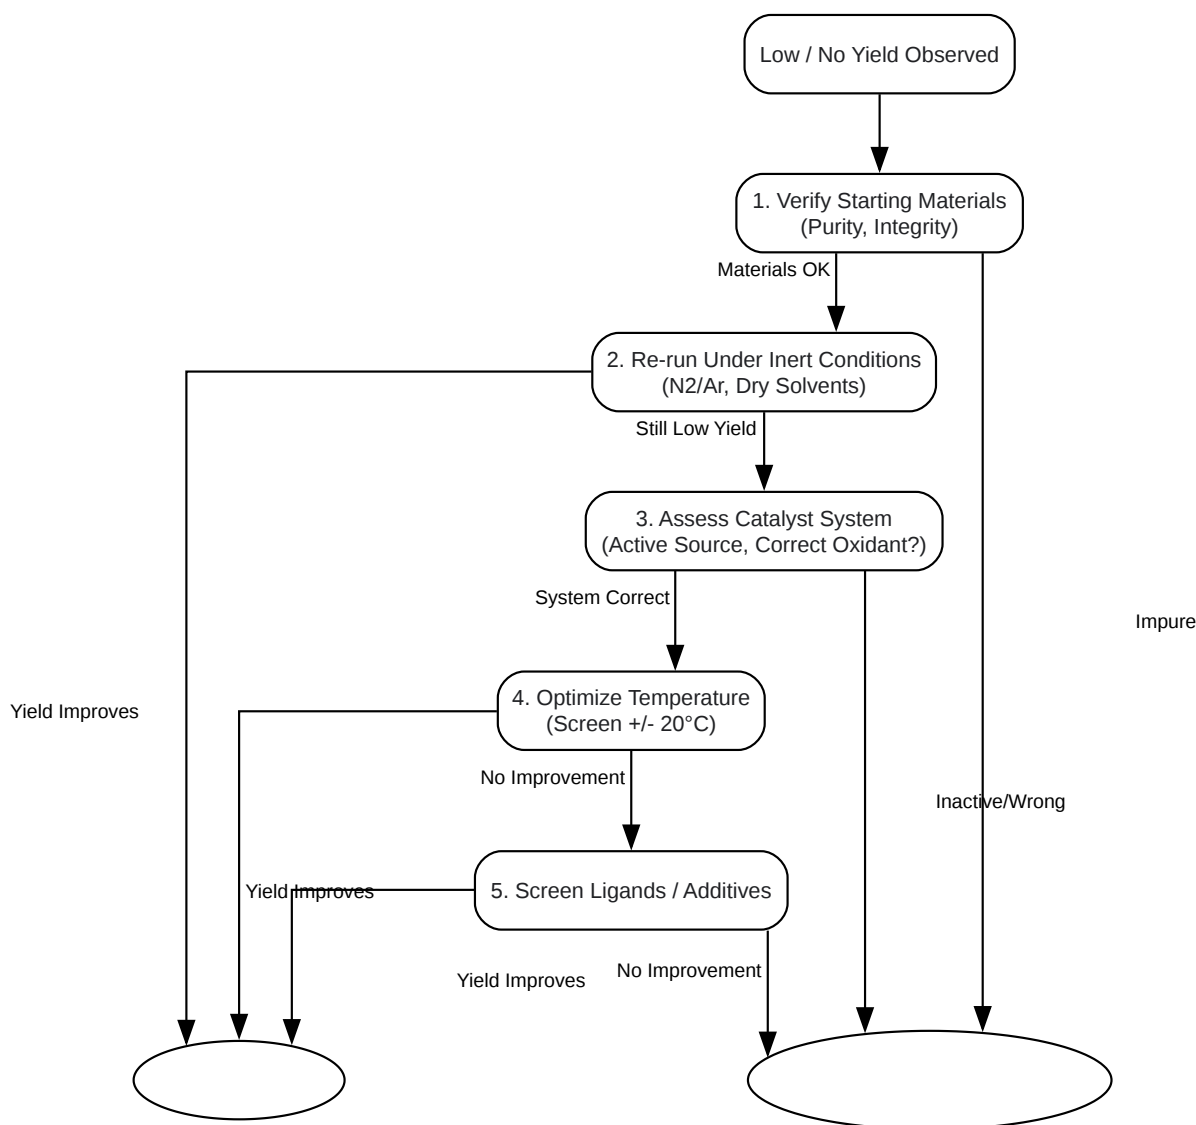 Low / No Yield Observed
1. Verify Starting Materials
(Purity, Integrity)
Materials OK
2. Re-run Under Inert Conditions
(N2/Ar, Dry Solvents)
Still Low Yield
3. Assess Catalyst System
(Active Source, Correct Oxidant?)
System Correct
Impure
4. Optimize Temperature
(Screen +/- 20°C)
Yield Improves
No Improvement
Inactive/Wrong
5. Screen Ligands / Additives
Yield Improves
No Improvement
Yield Improves